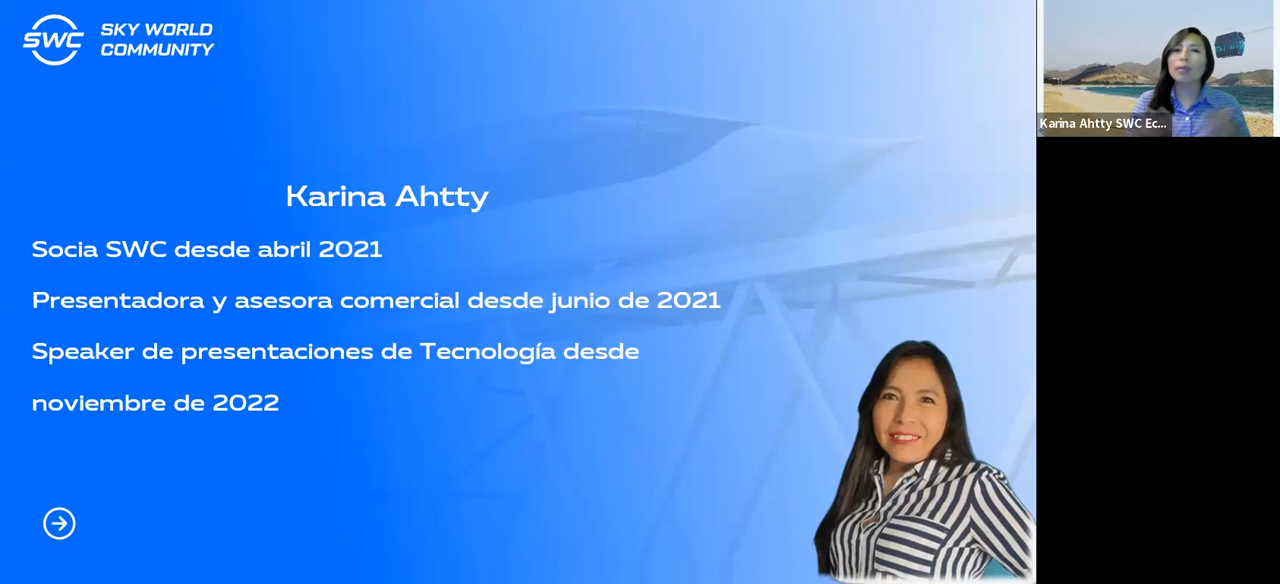 SWC
SKY WORLD
COMMUNITY
Karina Ahtty
Socia SWC desde abril 2021
Presentadora y asesora comercial desde junio de 2021
Speaker de presentaciones de Tecnología desde
noviembre de 2022
Karina Ahtty SWC Ec...